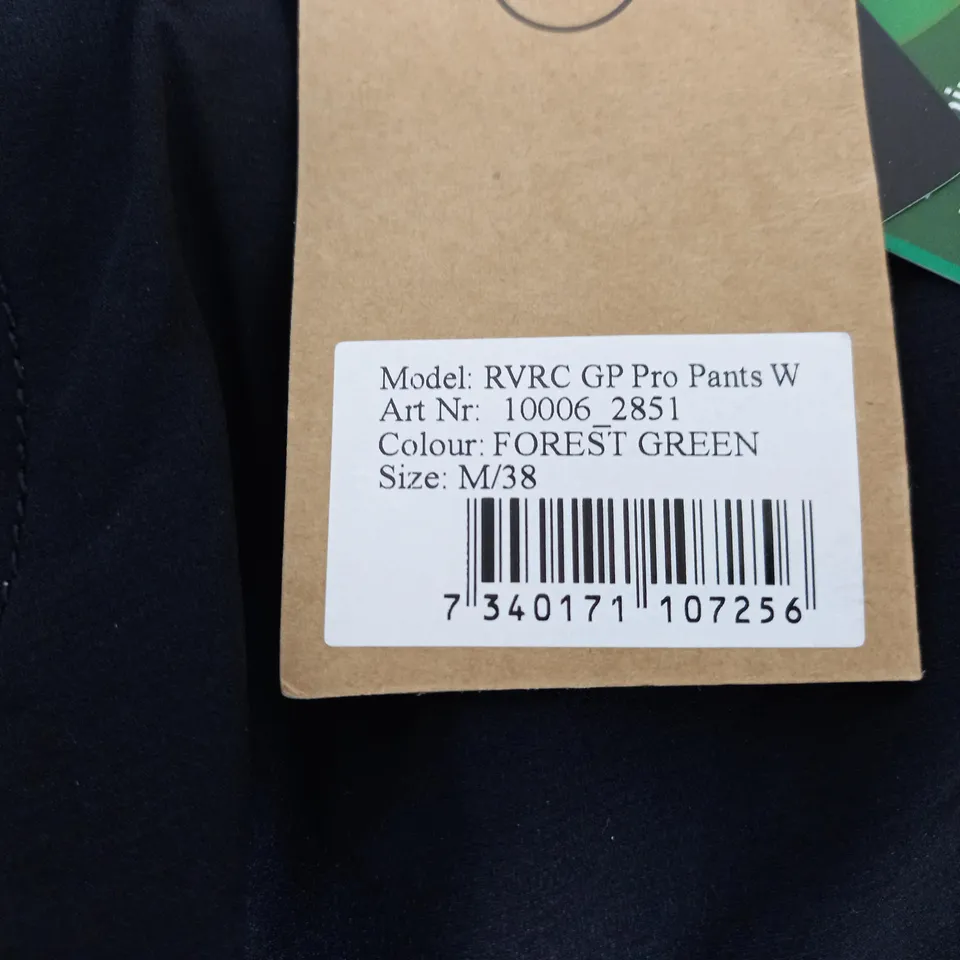 Model: RVRC GP Pro Pants W
Art Nr: 10006_2851
Colour: FOREST GREEN
Size: M/38
7 340171 107256